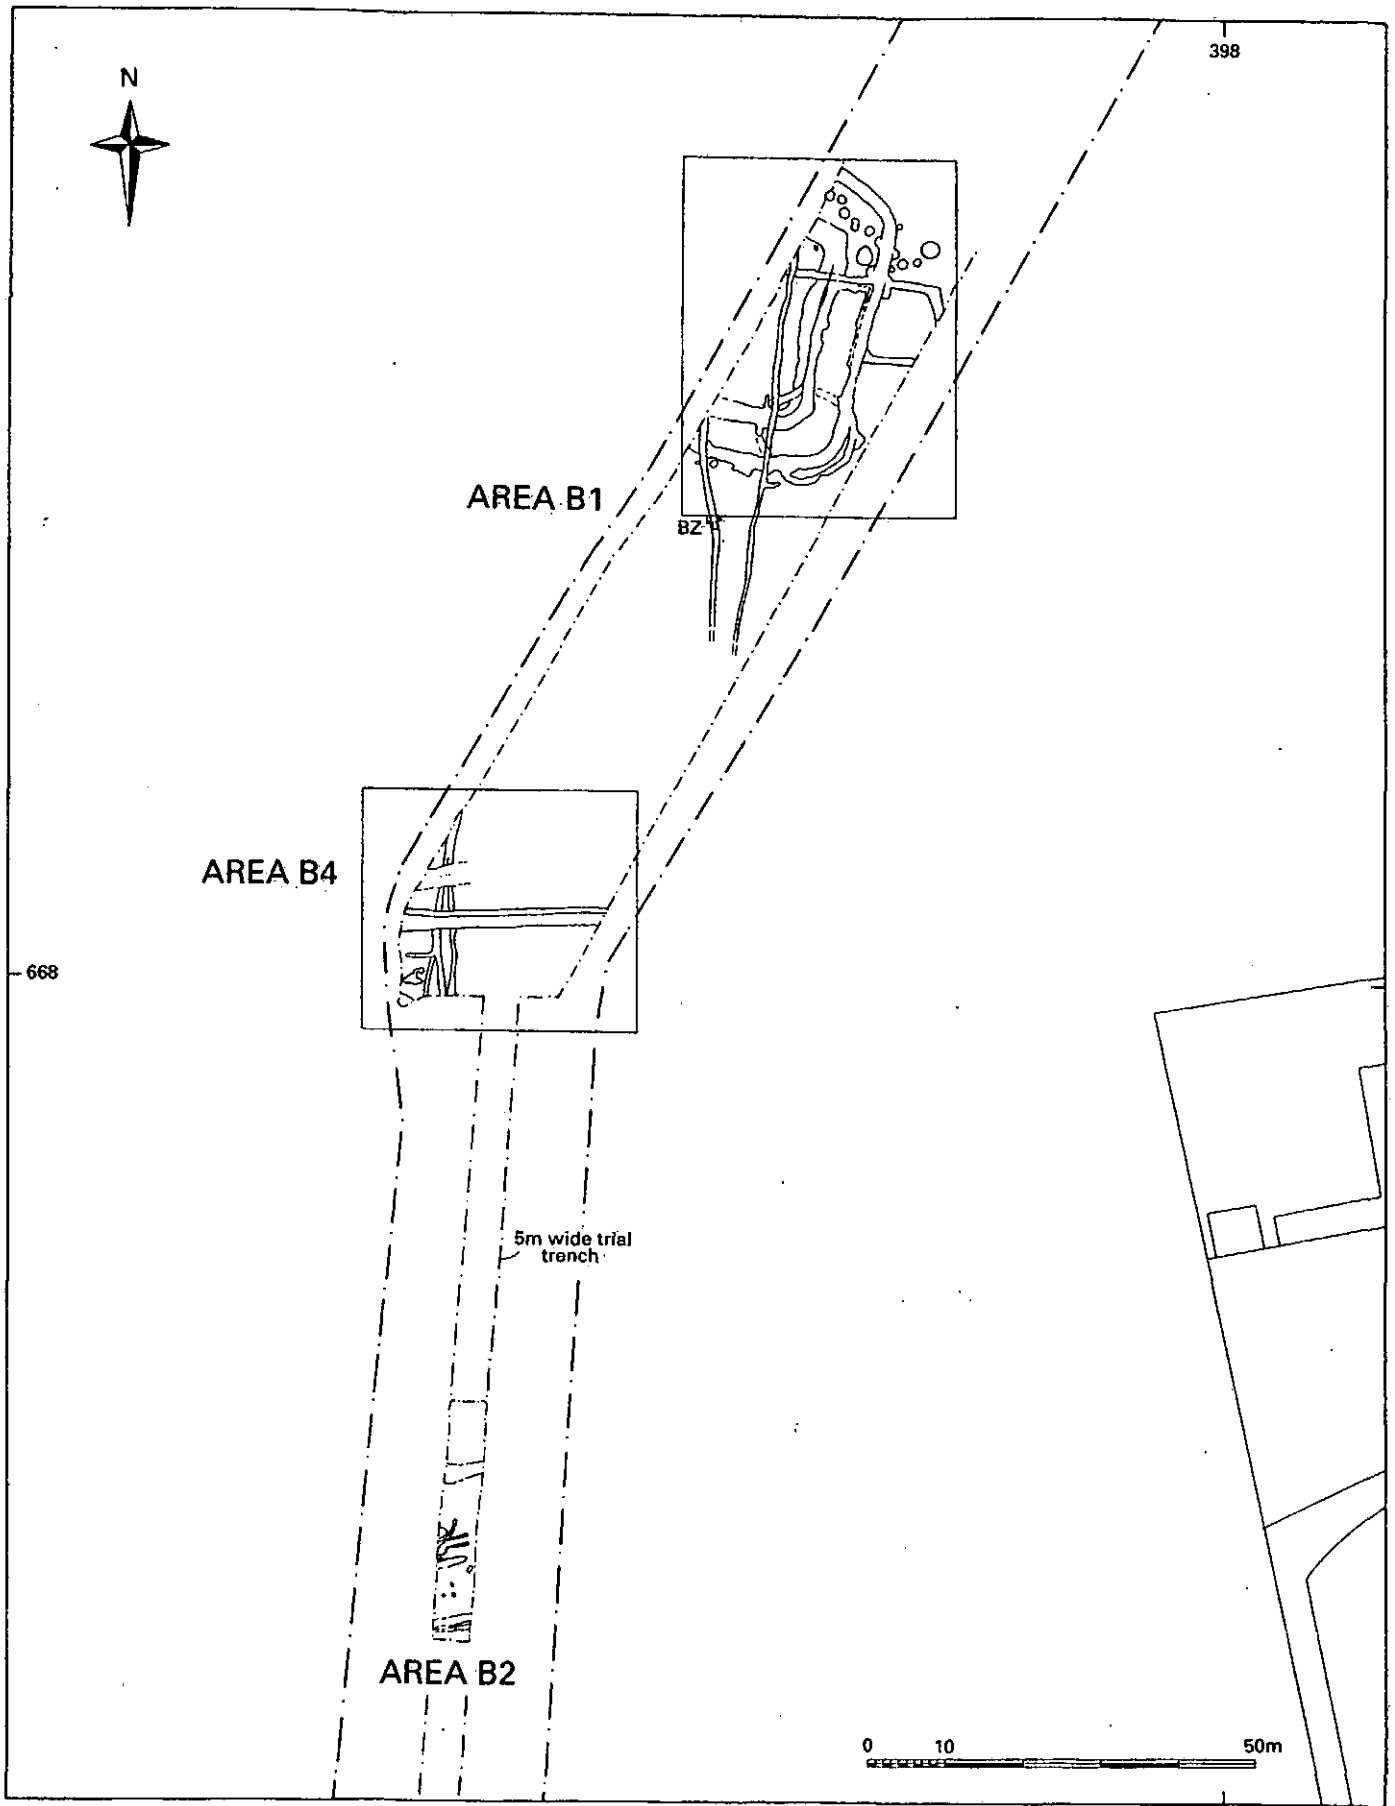 N
398
AREA B1
BZ
AREA B4
668
5m wide trial
trench
AREA B2
0 10 50m